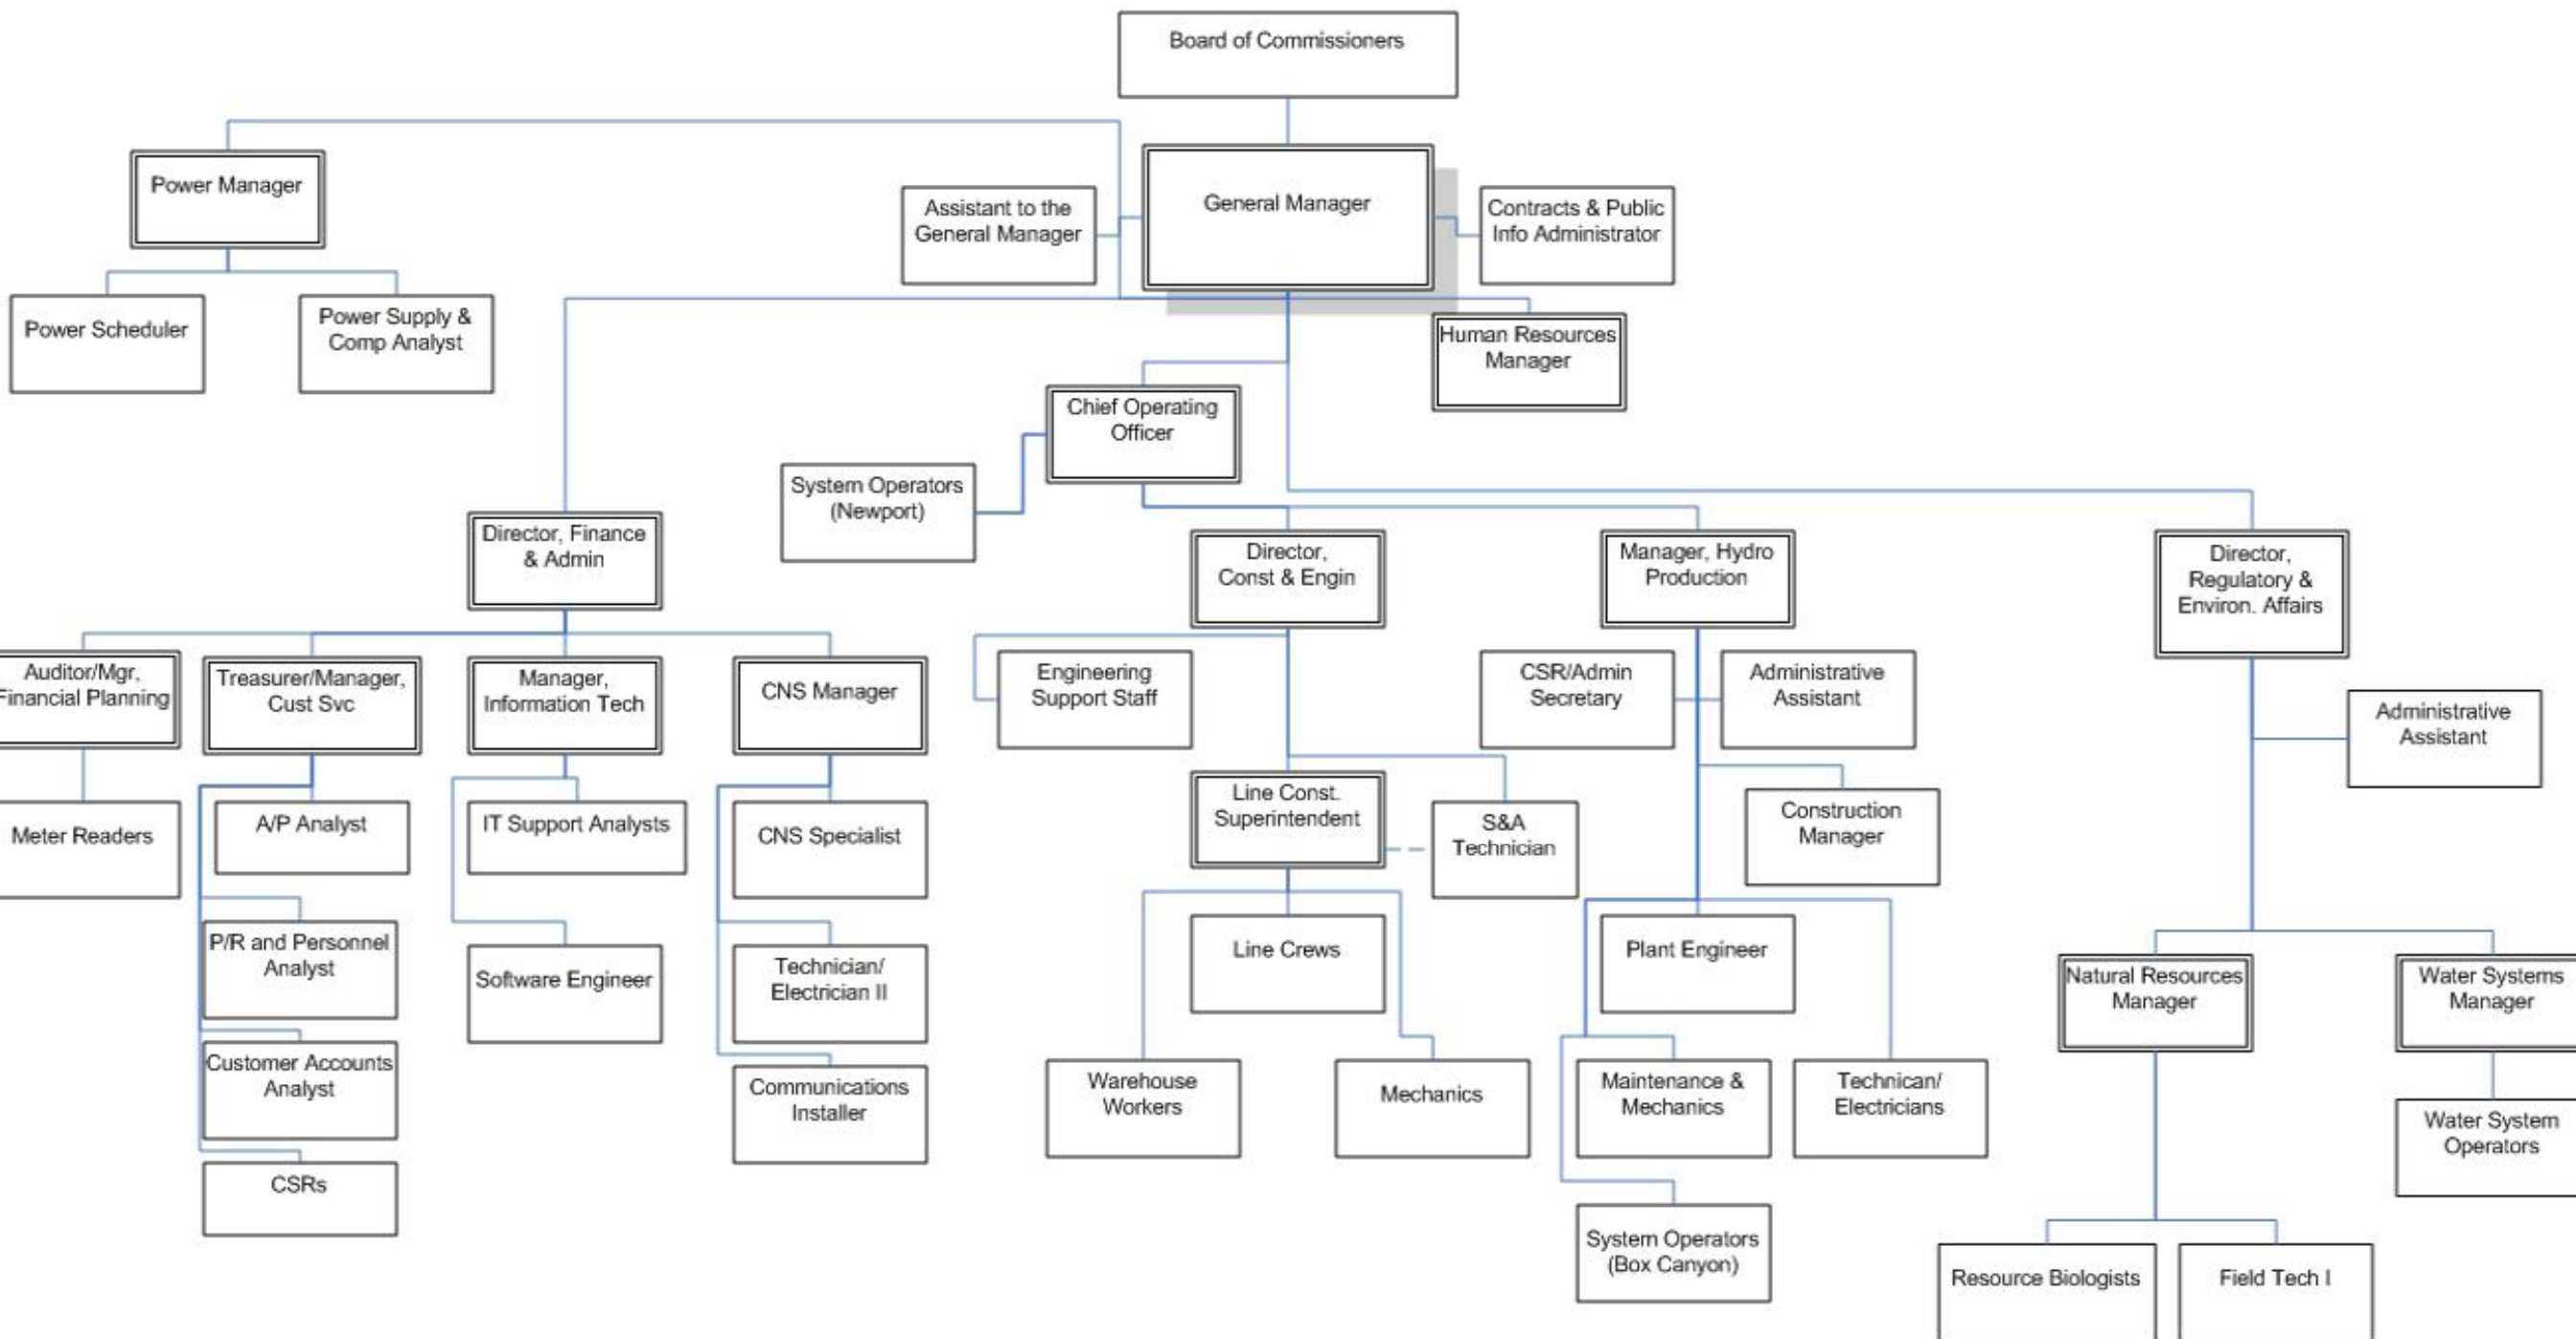 Board of Commissioners
Power Manager
General Manager
Assistant to the
General Manager
Contracts & Public
Info Administrator
Power Scheduler
Power Supply &
Comp Analyst
Human Resources
Manager
Chief Operating
Officer
System Operators
(Newport)
Director, Finance
& Admin
Director,
Const & Engin
Manager, Hydro
Production
Director,
Regulatory &
Environ. Affairs
Auditor/Mgr,
Financial Planning
Treasurer/Manager,
Cust Svc
Manager,
Information Tech
CNS Manager
Engineering
Support Staff
CSR/Admin
Secretary
Administrative
Assistant
Administrative
Assistant
Meter Readers
A/P Analyst
IT Support Analysts
CNS Specialist
Line Const.
Superintendent
S&A
Technician
Construction
Manager
P/R and Personnel
Analyst
Software Engineer
Technician/
Electrician II
Line Crews
Plant Engineer
Natural Resources
Manager
Water Systems
Manager
Customer Accounts
Analyst
Communications
Installer
Warehouse
Workers
Mechanics
Maintenance &
Mechanics
Technican/
Electricians
Water System
Operators
CSRs
System Operators
(Box Canyon)
Resource Biologists
Field Tech I